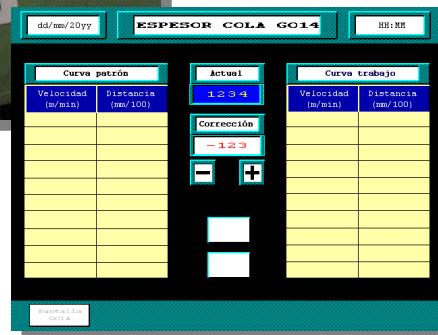 dd/mm/20yy
ESPESOR COLA GO14
HH:MM
Curva patrón
Actual
Curva trabajo
Velocidad Distancia
(m/min) (mm/100)
1234
Velocidad Distancia
(m/min) (mm/100)
Corrección
-123
- +
Pantalla
GO14